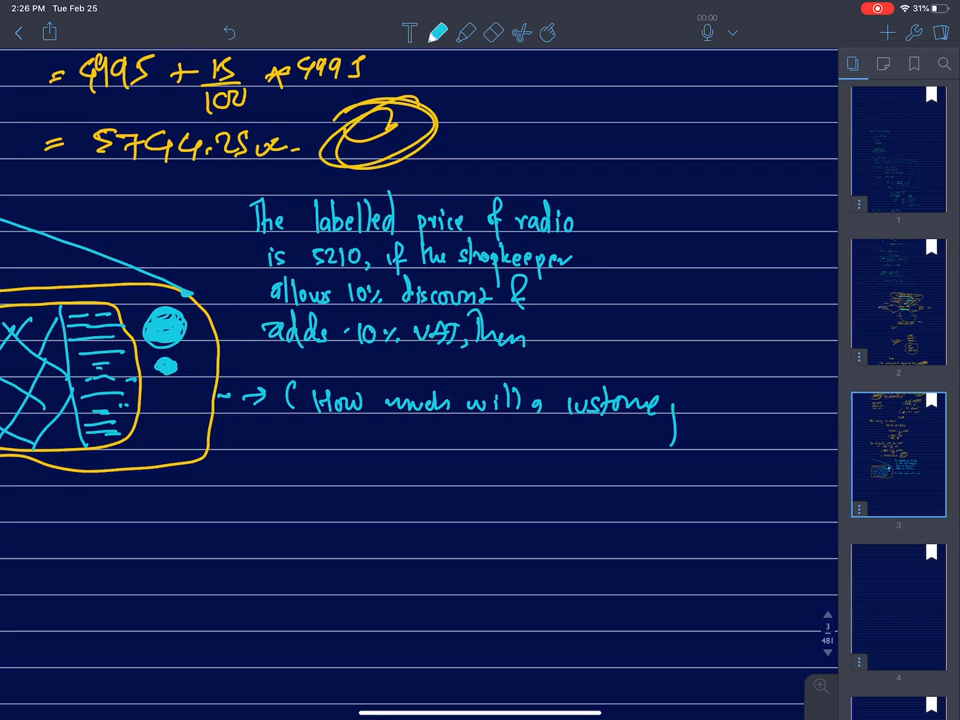 2:26 PM Tue Feb 25
31%
00:00
= 4995 + 15/100 * 4995
= 5744.25
The labelled price of radio
is 5210, if the shopkeeper
allows 10% discount &
adds 10% VAT, then
→ ( How much will a customer
1
2
3
3
481
4